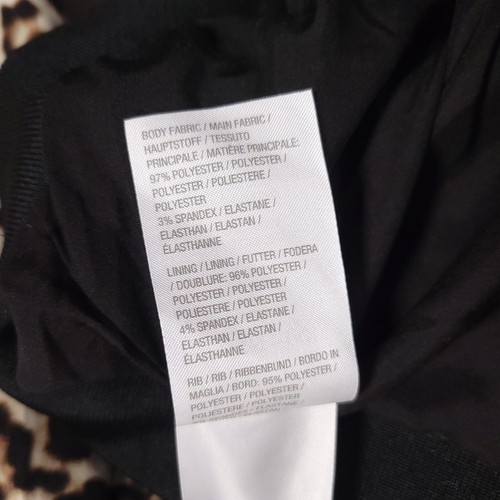 BODY FABRIC / MAIN FABRIC /
HAUPTSTOFF / TESSUTO
PRINCIPALE / MATIÈRE PRINCIPALE:
97% POLYESTER / POLYESTER /
POLYESTER / POLIESTERE /
POLYESTER
3% SPANDEX / ELASTANE /
ELASTHAN / ELASTAN /
ÉLASTHANNE
LINING / LINING / FUTTER / FODERA
/ DOUBLURE: 96% POLYESTER /
POLYESTER / POLYESTER /
POLIESTERE / POLYESTER
4% SPANDEX / ELASTANE /
ELASTHAN / ELASTAN /
ÉLASTHANNE
RIB / RIB / RIBBENBUND / BORDO IN
MAGLIA / BORD: 95% POLYESTER /
POLYESTER / POLYESTER /
POLIESTERE / POLYESTER